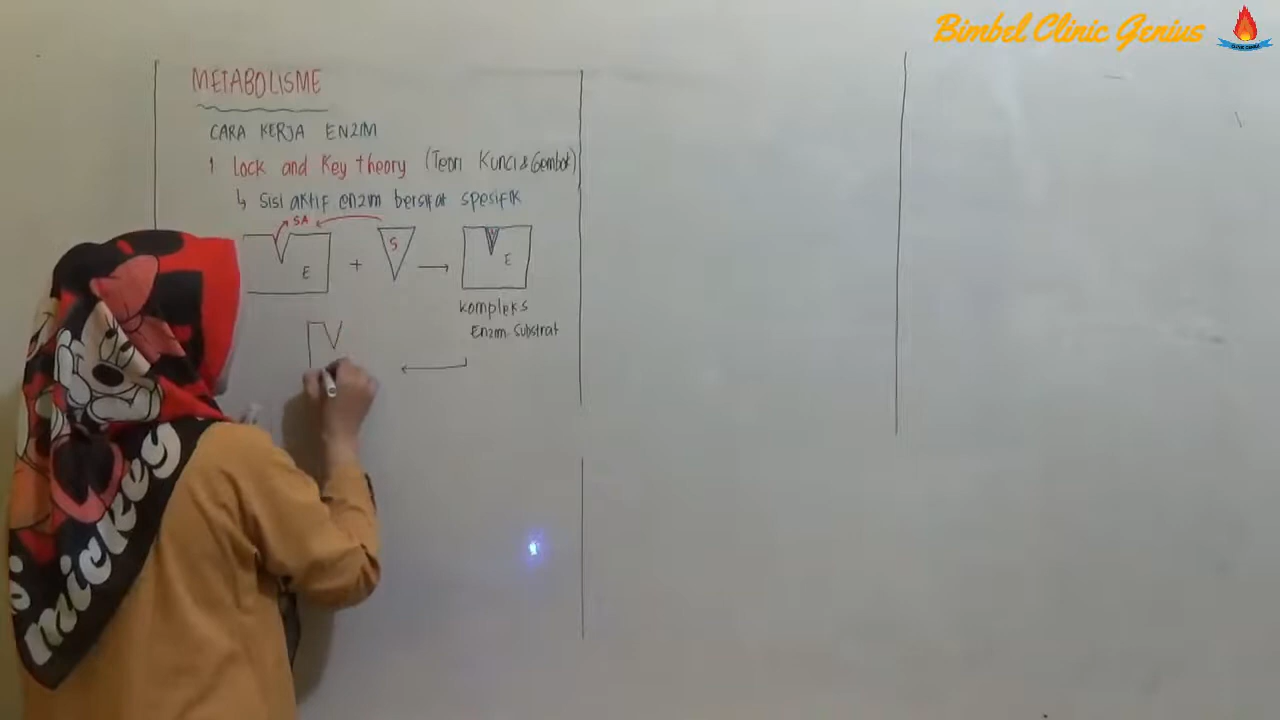 Bimbel Clinic Genius
METABOLISME
CARA KERJA ENZIM
1 Lock and Key theory (Teori Kunci & Gembok)
↳ Sisi aktif enzim bersifat spesifik
SA
E + S → E
kompleks
Enzim-Substrat
mickey